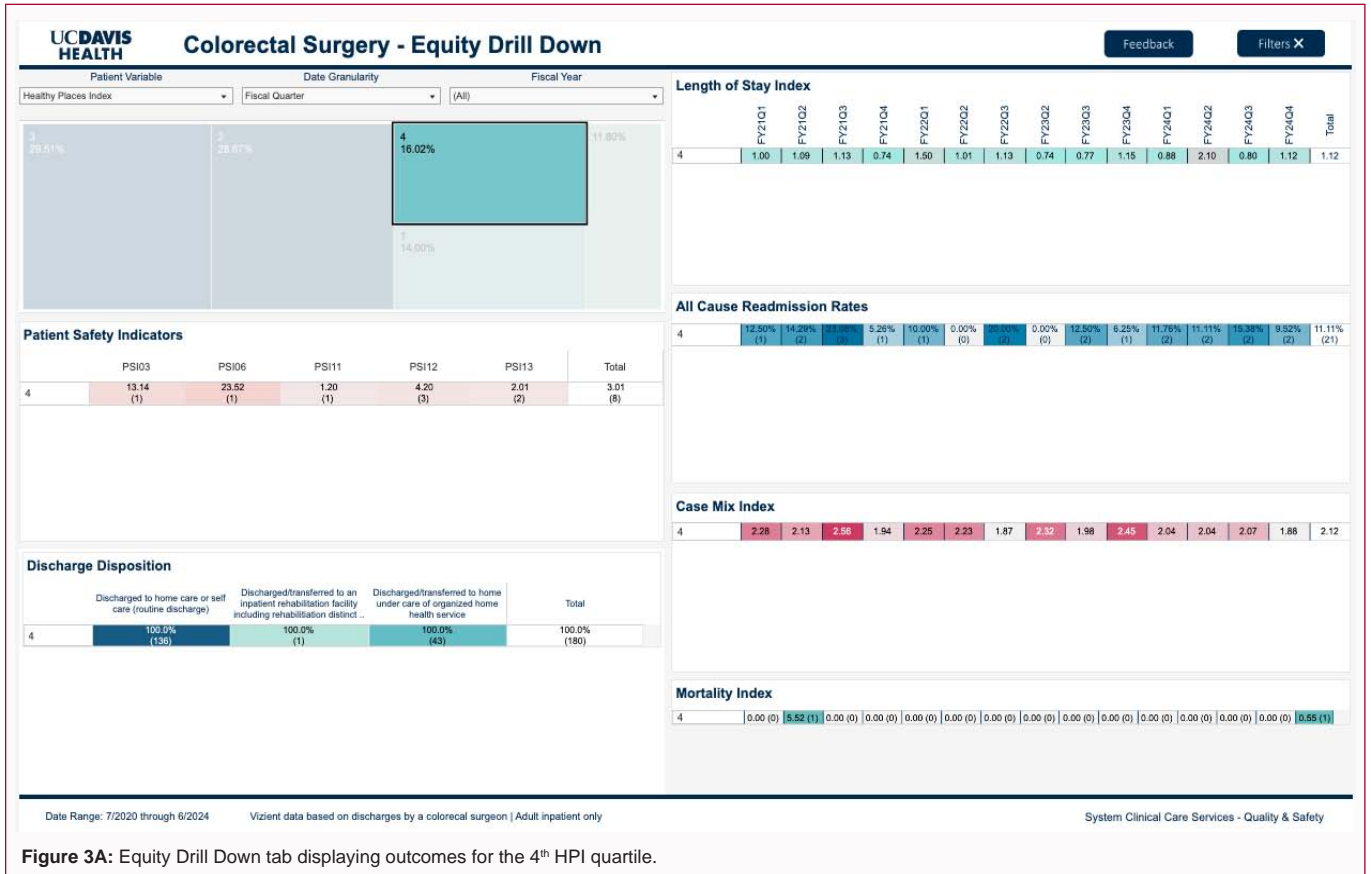 UCDAVIS
HEALTH
Colorectal Surgery - Equity Drill Down
Feedback
Filters X
Patient Variable Date Granularity Fiscal Year
Healthy Places Index Fiscal Quarter (All)
3
29.51%
2
28.67%
4
16.02%
11.80%
1
14.00%
Patient Safety Indicators
PSI03 PSI06 PSI11 PSI12 PSI13 Total
4 13.14 23.52 1.20 4.20 2.01 3.01
(1) (1) (1) (3) (2) (8)
Discharge Disposition
Discharged to home care or self care (routine discharge)
Discharged/transferred to an inpatient rehabilitation facility including rehabilitiation distinct ..
Discharged/transferred to home under care of organized home health service
Total
4 100.0% 100.0% 100.0% 100.0%
(136) (1) (43) (180)
Length of Stay Index
FY21Q1 FY21Q2 FY21Q3 FY21Q4 FY22Q1 FY22Q2 FY22Q3 FY23Q2 FY23Q3 FY23Q4 FY24Q1 FY24Q2 FY24Q3 FY24Q4 Total
4 1.00 1.09 1.13 0.74 1.50 1.01 1.13 0.74 0.77 1.15 0.88 2.10 0.80 1.12 1.12
All Cause Readmission Rates
4 12.50% 14.29% 23.08% 5.26% 10.00% 0.00% 20.00% 0.00% 12.50% 6.25% 11.76% 11.11% 15.38% 9.52% 11.11%
(1) (2) (3) (1) (1) (0) (2) (0) (2) (1) (2) (2) (2) (2) (21)
Case Mix Index
4 2.28 2.13 2.56 1.94 2.25 2.23 1.87 2.32 1.98 2.45 2.04 2.04 2.07 1.88 2.12
Mortality Index
4 0.00 (0) 5.52 (1) 0.00 (0) 0.00 (0) 0.00 (0) 0.00 (0) 0.00 (0) 0.00 (0) 0.00 (0) 0.00 (0) 0.00 (0) 0.00 (0) 0.00 (0) 0.00 (0) 0.55 (1)
Date Range: 7/2020 through 6/2024 Vizient data based on discharges by a colorecal surgeon | Adult inpatient only System Clinical Care Services - Quality & Safety
Figure 3A: Equity Drill Down tab displaying outcomes for the 4th HPI quartile.